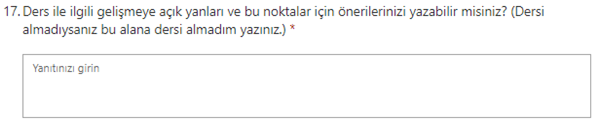 17. Ders ile ilgili gelişmeye açık yanları ve bu noktalar için önerilerinizi yazabilir misiniz? (Dersi
almadıysanız bu alana dersi almadım yazınız.) *
Yanıtınızı girin